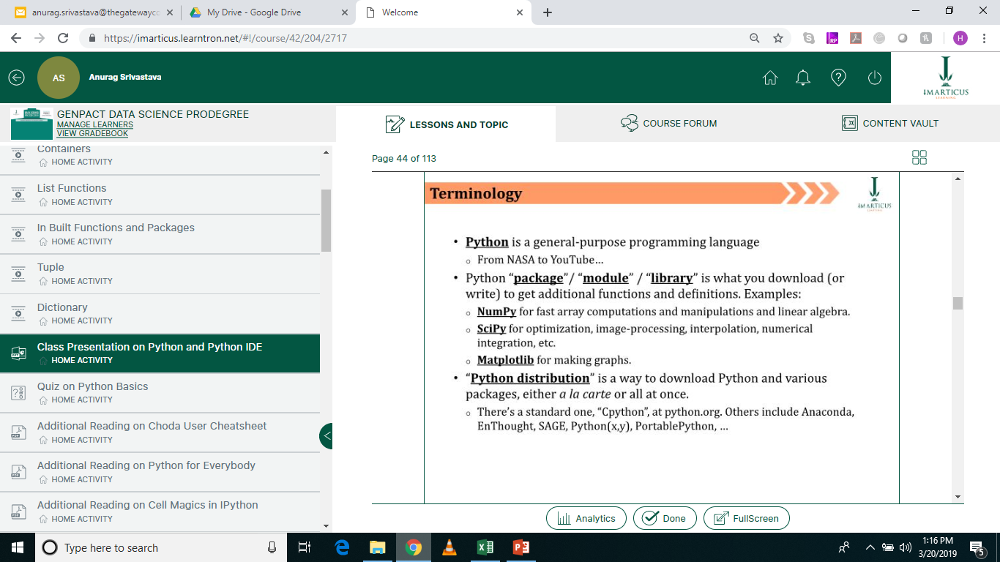 anurag.srivastava@thegatewayco
My Drive - Google Drive
Welcome
https://imarticus.learntron.net/#!/course/42/204/2717
RP
H
AS
Anurag Srivastava
IMARTICUS
LEARNING
GENPACT DATA SCIENCE PRODEGREE
MANAGE LEARNERS
VIEW GRADEBOOK
LESSONS AND TOPIC
COURSE FORUM
CONTENT VAULT
Containers
HOME ACTIVITY
List Functions
HOME ACTIVITY
In Built Functions and Packages
HOME ACTIVITY
Tuple
HOME ACTIVITY
Dictionary
HOME ACTIVITY
Class Presentation on Python and Python IDE
HOME ACTIVITY
Quiz on Python Basics
HOME ACTIVITY
Additional Reading on Choda User Cheatsheet
HOME ACTIVITY
Additional Reading on Python for Everybody
HOME ACTIVITY
Additional Reading on Cell Magics in IPython
HOME ACTIVITY
Page 44 of 113
Terminology
IMARTICUS
• Python is a general-purpose programming language
o From NASA to YouTube…
• Python “package”/ “module” / “library” is what you download (or
write) to get additional functions and definitions. Examples:
o NumPy for fast array computations and manipulations and linear algebra.
o SciPy for optimization, image-processing, interpolation, numerical
integration, etc.
o Matplotlib for making graphs.
• “Python distribution” is a way to download Python and various
packages, either a la carte or all at once.
o There’s a standard one, “Cpython”, at python.org. Others include Anaconda,
EnThought, SAGE, Python(x,y), PortablePython, …
Analytics
Done
FullScreen
Type here to search
1:16 PM
3/20/2019
5